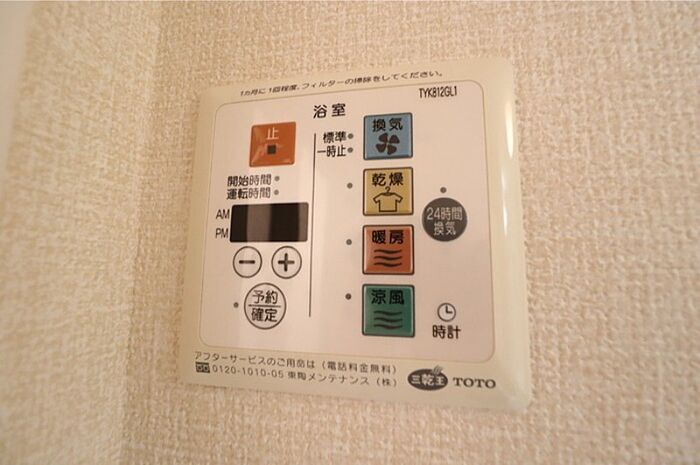 1カ月に1回程度、フィルターの掃除をしてください。
TYK812GL1
浴室
止
標準
一時止
換気
開始時間
運転時間
乾燥
AM
PM
24時間
換気
暖房
予約
確定
涼風
時計
アフターサービスのご用命は（電話料金無料）
0120-1010-05 東陶メンテナンス（株）
三乾王 TOTO